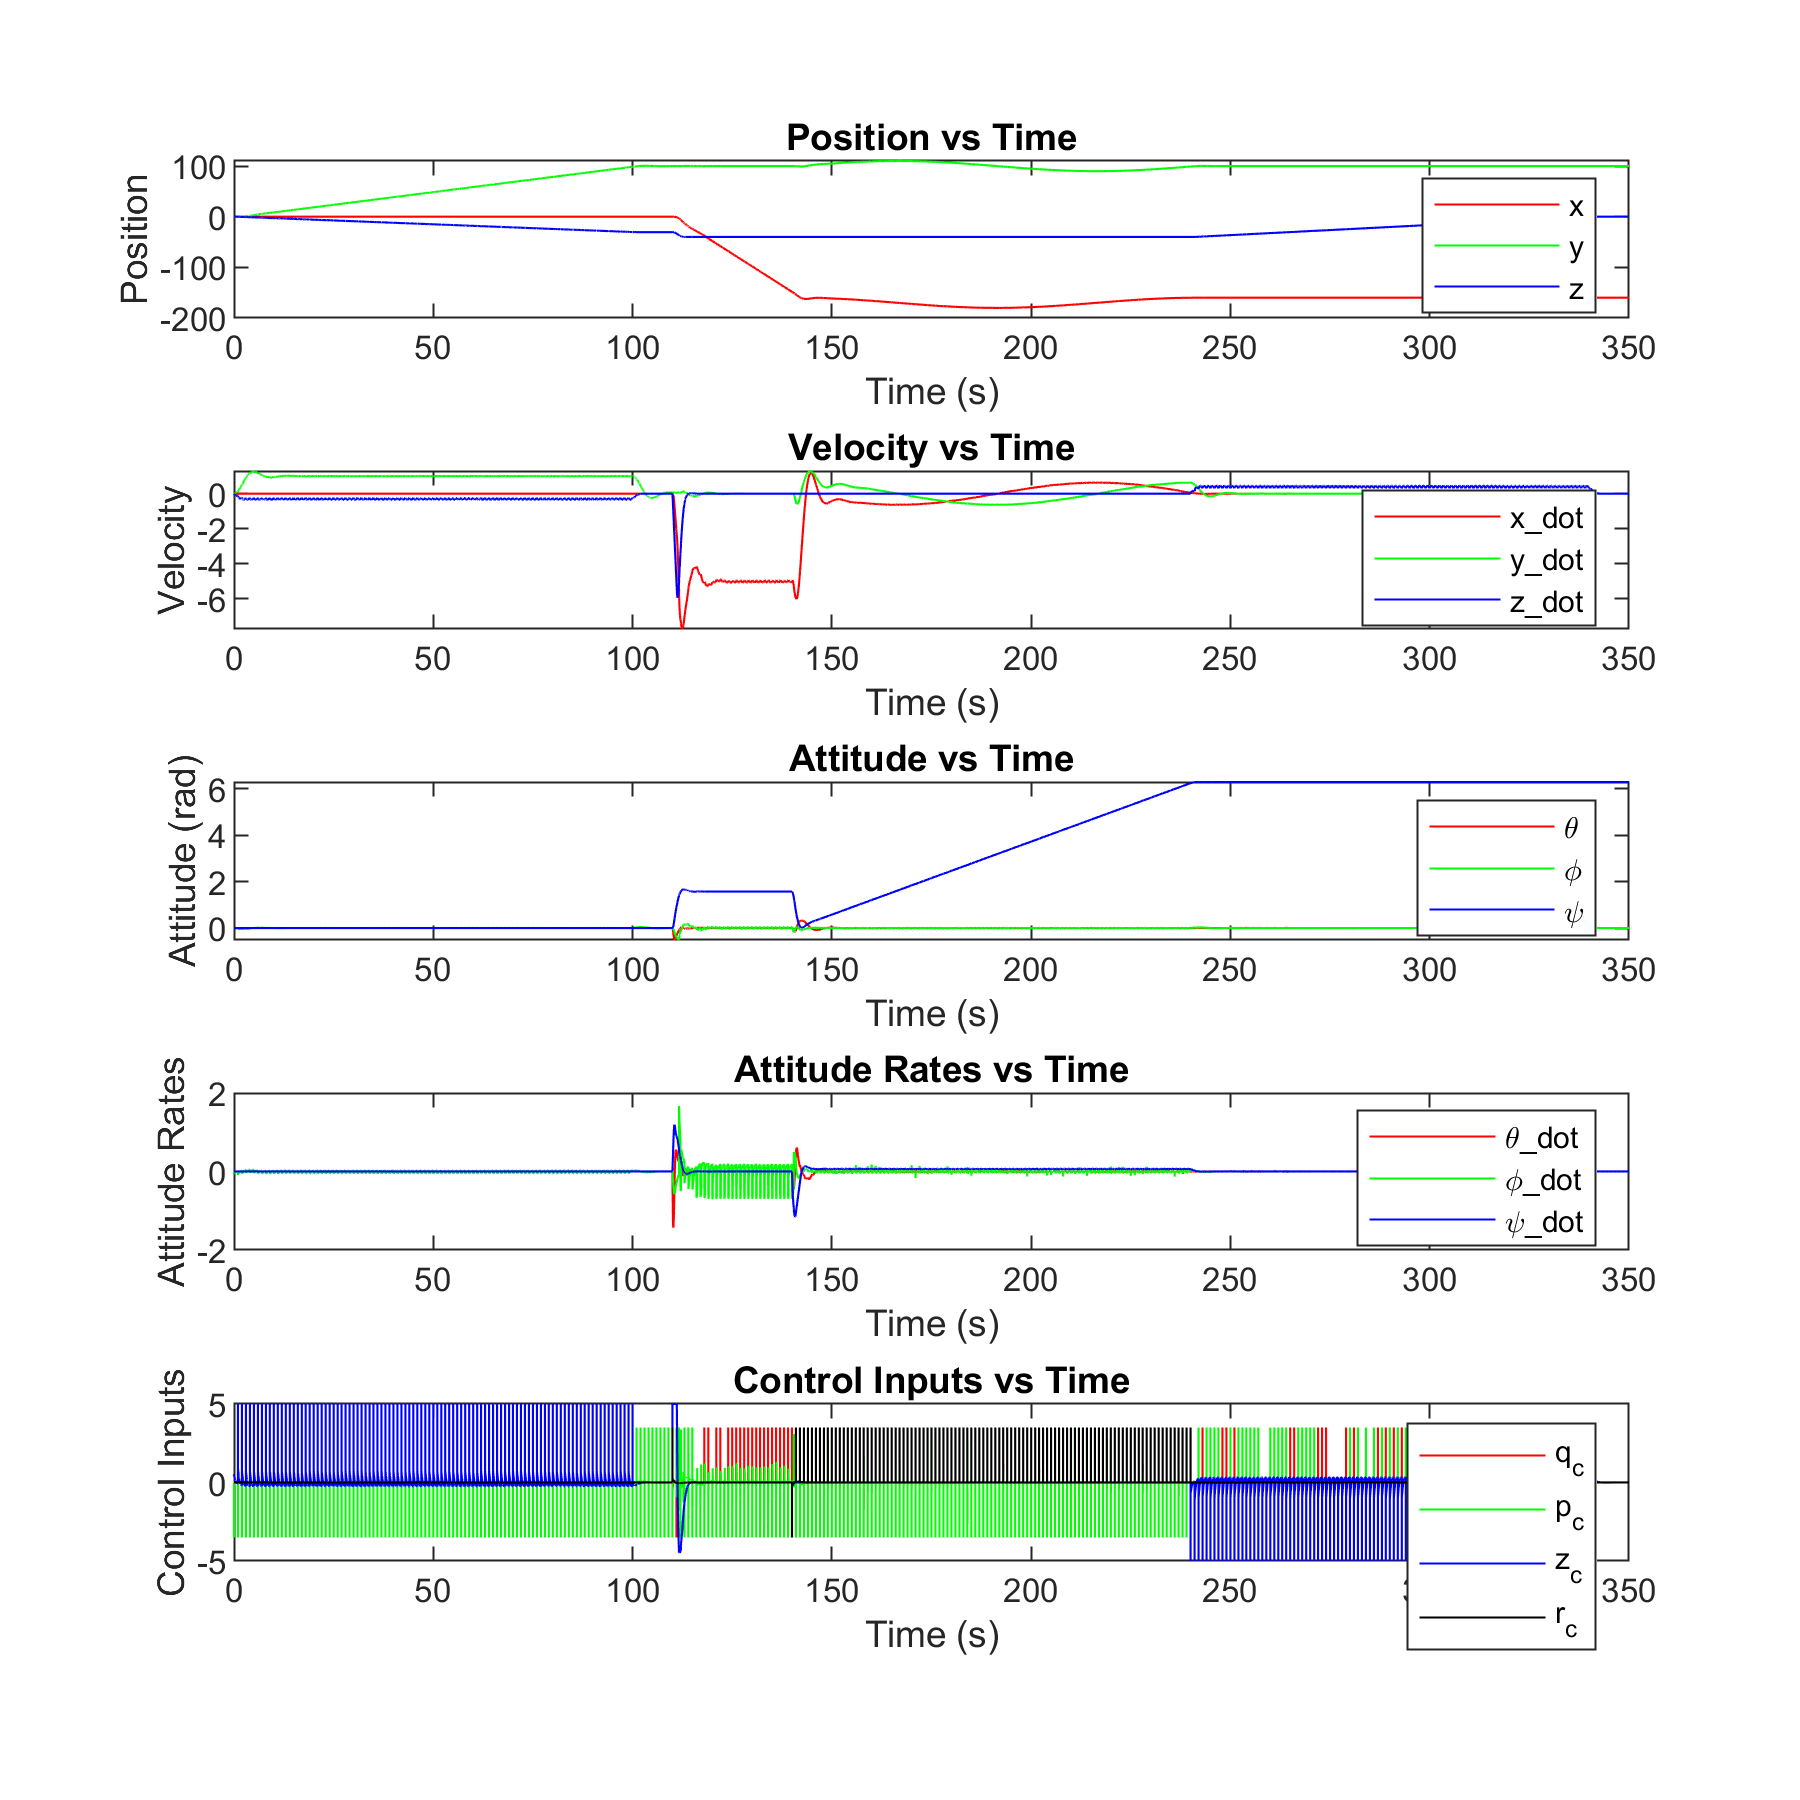 Position vs Time
Position
100
0
-100
-200
0 50 100 150 200 250 300 350
Time (s)
x
y
z
Velocity vs Time
Velocity
0
-2
-4
-6
0 50 100 150 200 250 300 350
Time (s)
x_dot
y_dot
z_dot
Attitude vs Time
Attitude (rad)
6
4
2
0
0 50 100 150 200 250 300 350
Time (s)
θ
ϕ
ψ
Attitude Rates vs Time
Attitude Rates
2
0
-2
0 50 100 150 200 250 300 350
Time (s)
θ_dot
ϕ_dot
ψ_dot
Control Inputs vs Time
Control Inputs
5
0
-5
0 50 100 150 200 250 350
Time (s)
q_c
p_c
z_c
r_c